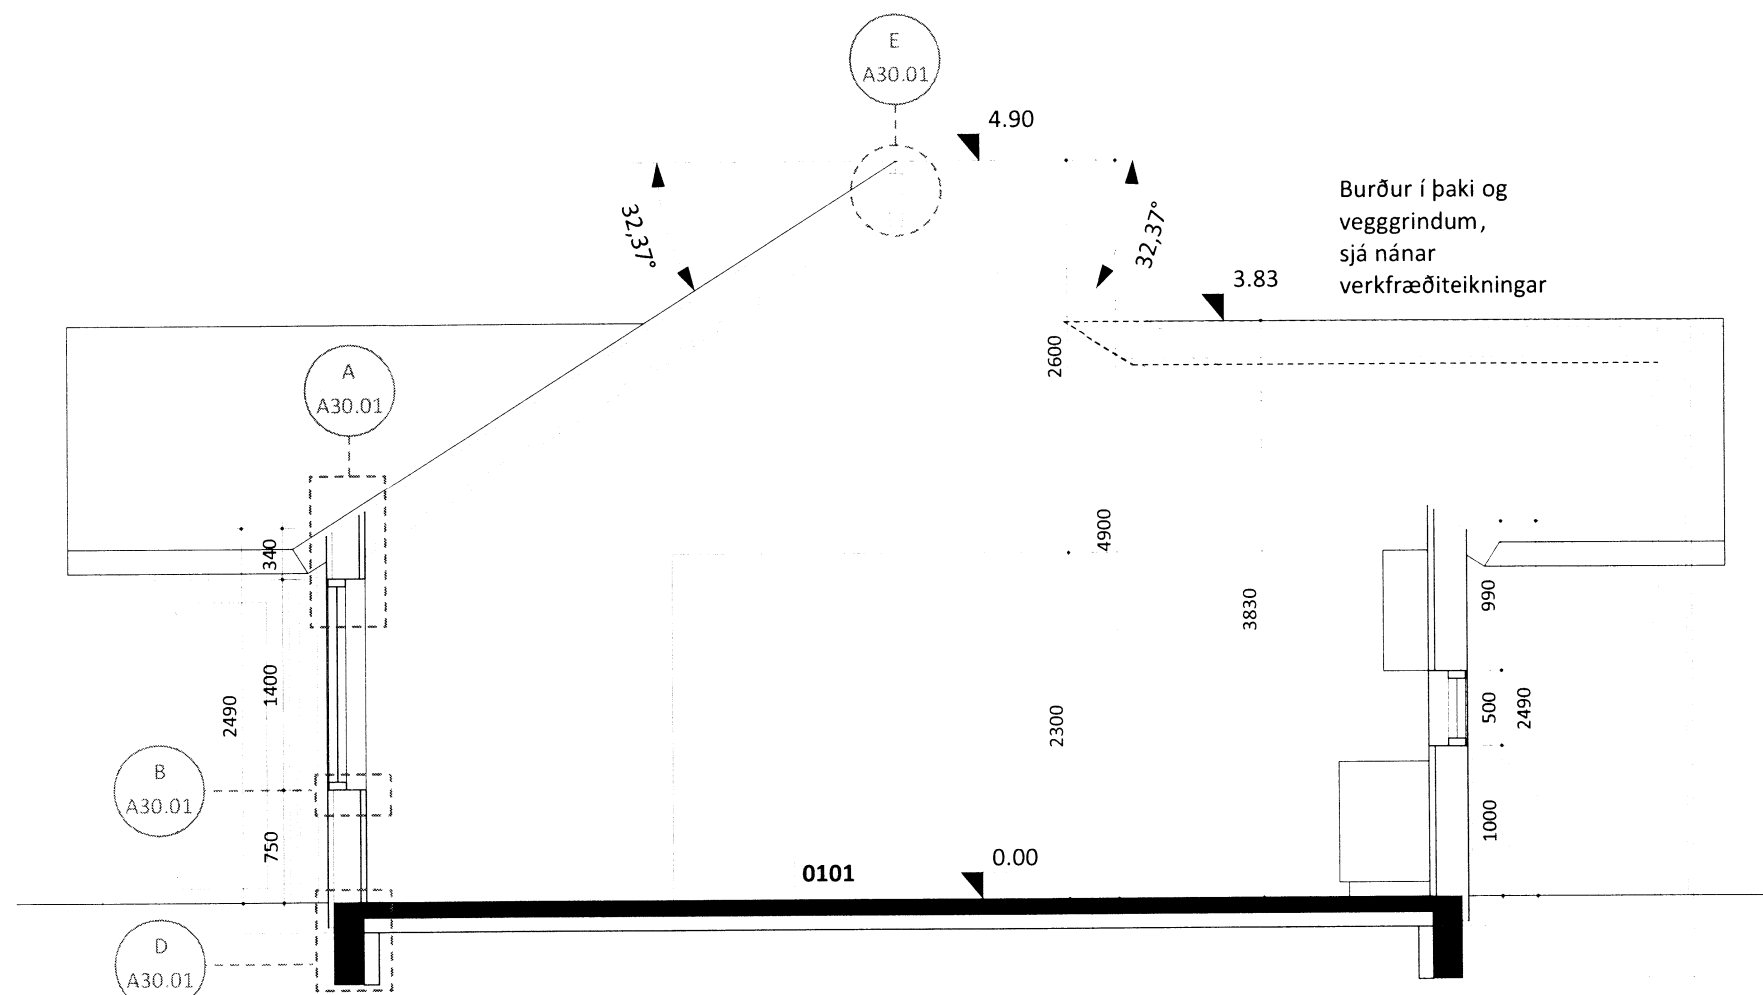 E
A30.01
4.90
32,37°
32,37°
Burður í þaki og
vegggrindum,
sjá nánar
verkfræðiteikningar
3.83
2600
A
A30.01
340
4900
990
3830
1400
2490
2300
500
2490
B
A30.01
750
1000
0101
0.00
D
A30.01